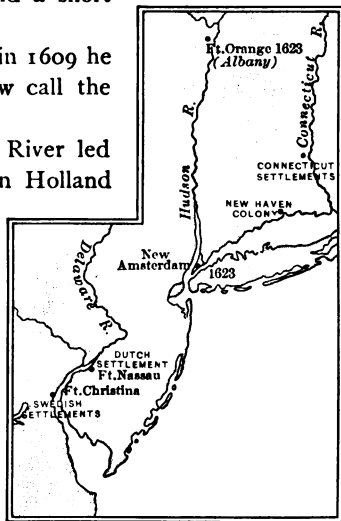 in 1609 he
w call the
River led
n Holland
Ft. Orange 1623
(Albany)
Connecticut
R.
Hudson
R.
CONNECTICUT
SETTLEMENTS
NEW HAVEN
COLONY
New
Amsterdam
1623
Delaware
R.
DUTCH
SETTLEMENT
Ft. Nassau
Ft. Christina
SWEDISH
SETTLEMENTS